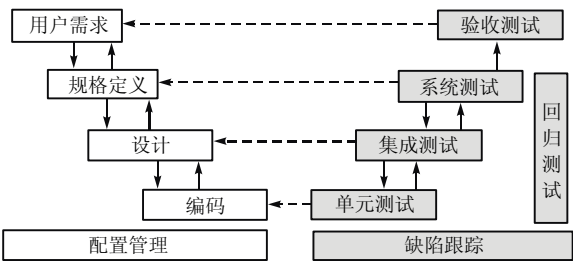 用户需求
验收测试
规格定义
系统测试
设计
集成测试
编码
单元测试
回归测试
配置管理
缺陷跟踪